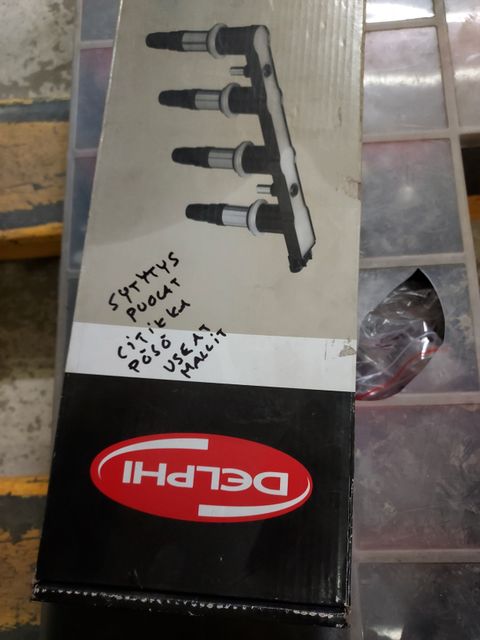 SYTYTYS
PUOLAT
CITIKKA
PÖSÖ
USEAT
MALLIT
DELPHI